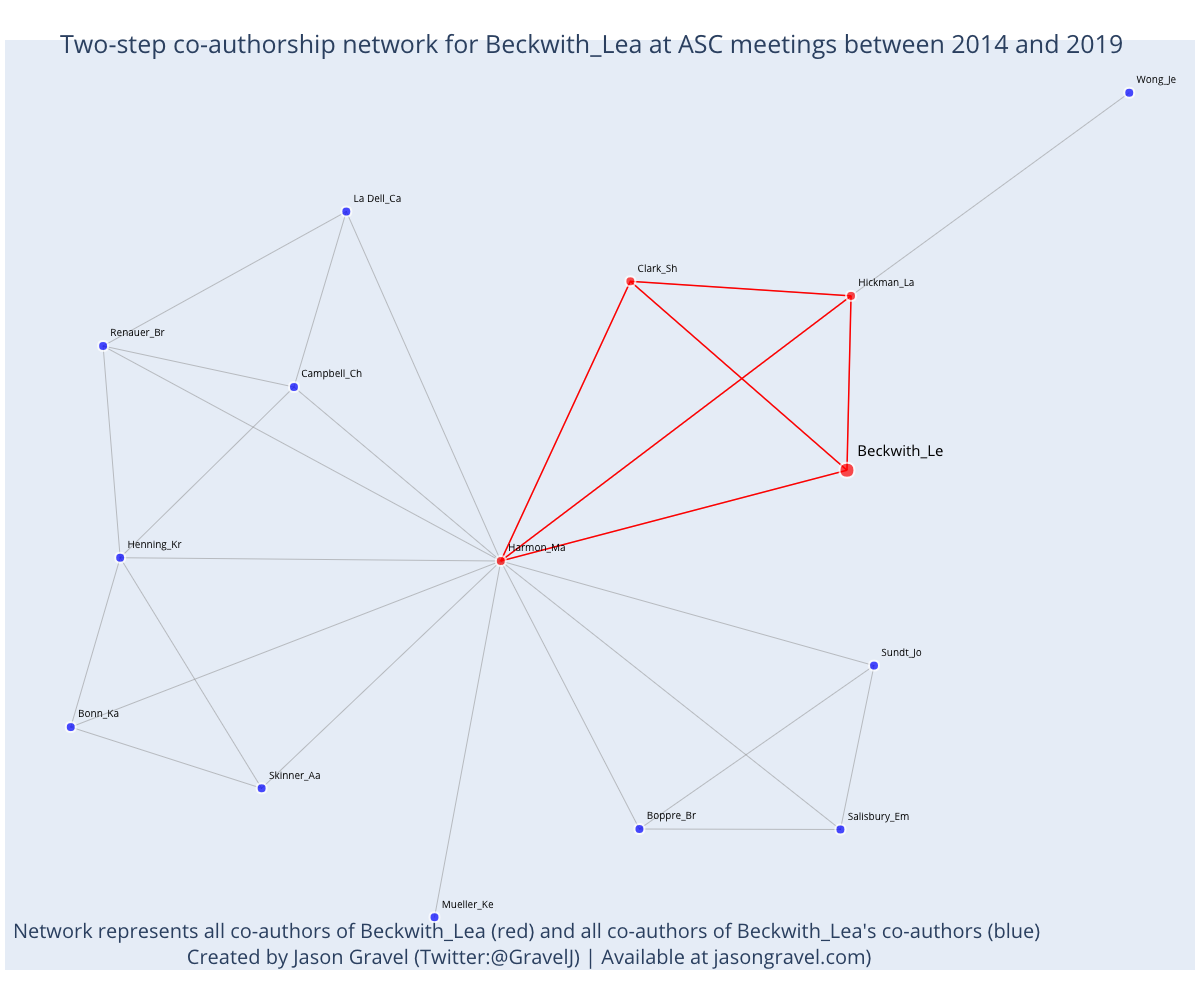 Two-step co-authorship network for Beckwith_Lea at ASC meetings between 2014 and 2019
Wong_Je
La Dell_Ca
Clark_Sh
Hickman_La
Renauer_Br
Campbell_Ch
Beckwith_Le
Henning_Kr
Harmon_Ma
Sundt_Jo
Bonn_Ka
Skinner_Aa
Boppre_Br
Salisbury_Em
Mueller_Ke
Network represents all co-authors of Beckwith_Lea (red) and all co-authors of Beckwith_Lea's co-authors (blue)
Created by Jason Gravel (Twitter:@GravelJ) | Available at jasongravel.com)